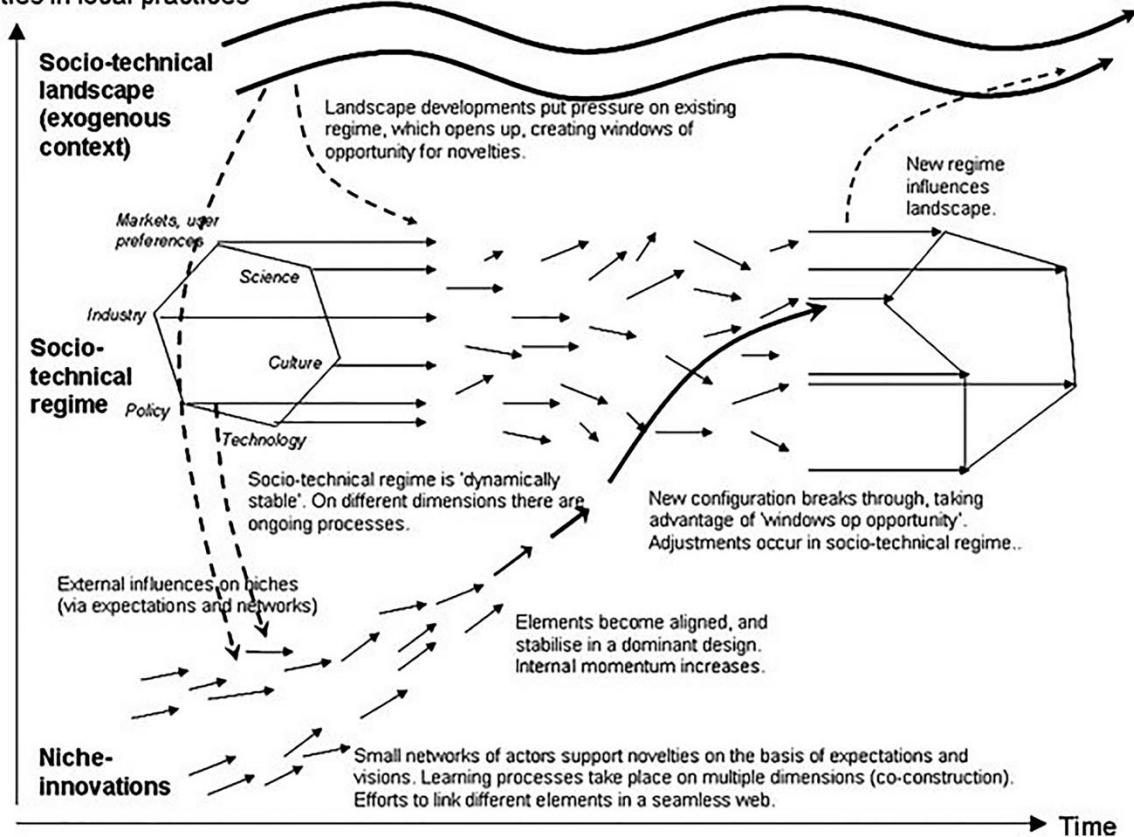 in local practices
Socio-technical
landscape
(exogenous
context)
Landscape developments put pressure on existing
regime, which opens up, creating windows of
opportunity for novelties.
New regime
influences
landscape.
Markets, user
preferences
Science
Industry
Culture
Policy
Technology
Socio-
technical
regime
Socio-technical regime is 'dynamically
stable'. On different dimensions there are
ongoing processes.
New configuration breaks through, taking
advantage of 'windows op opportunity'.
Adjustments occur in socio-technical regime..
External influences on niches
(via expectations and networks)
Elements become aligned, and
stabilise in a dominant design.
Internal momentum increases.
Niche-
innovations
Small networks of actors support novelties on the basis of expectations and
visions. Learning processes take place on multiple dimensions (co-construction).
Efforts to link different elements in a seamless web.
Time